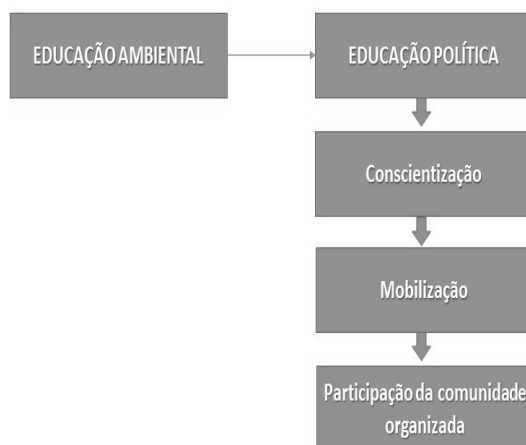 EDUCAÇÃO AMBIENTAL
EDUCAÇÃO POLÍTICA
Conscientização
Mobilização
Participação da comunidade
organizada